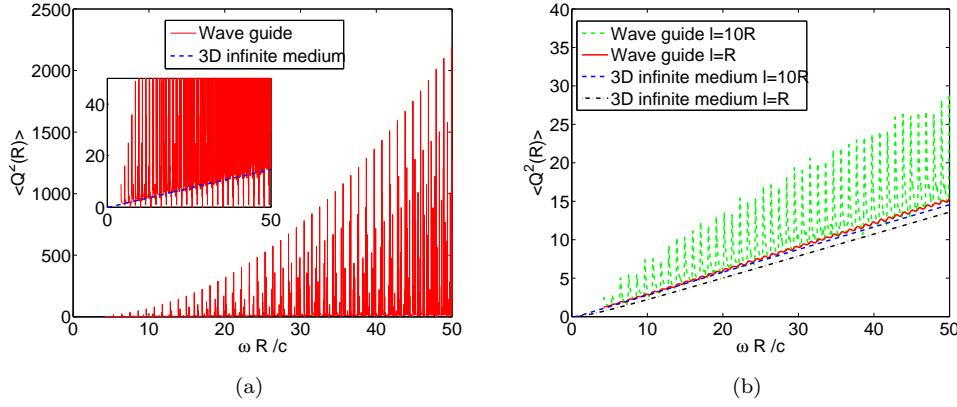 2500
2000
1500
1000
500
0
<Q²(R)>
Wave guide
3D infinite medium
40
20
0
0 50
0 10 20 30 40 50
ω R /c
(a)
40
35
30
25
20
15
10
5
0
<Q²(R)>
Wave guide l=10R
Wave guide l=R
3D infinite medium l=10R
3D infinite medium l=R
0 10 20 30 40 50
ω R /c
(b)